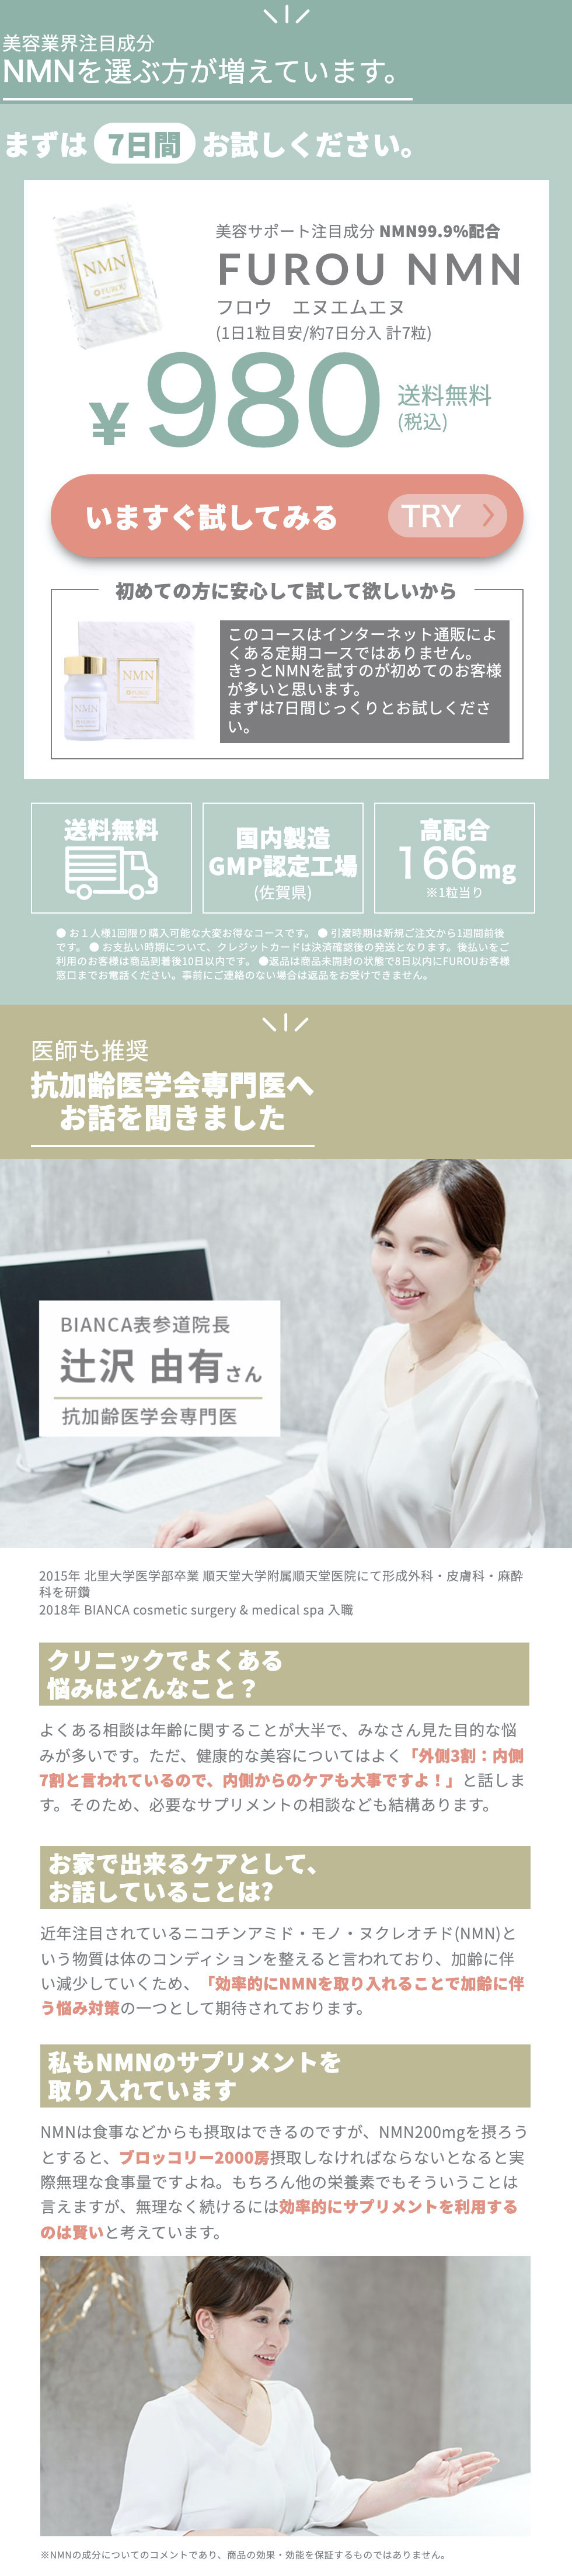 美容業界注目成分
NMNを選ぶ方が増えています。
まずは 7日間 お試しください。
NMN
FUROU
美容サポート注目成分 NMN99.9%配合
FUROU NMN
フロウ　エヌエムエヌ
(1日1粒目安/約7日分入 計7粒)
¥980
送料無料
(税込)
いますぐ試してみる
TRY
初めての方に安心して試して欲しいから
NMN
FUROU
NMN
このコースはインターネット通販によ
くある定期コースではありません。
きっとNMNを試すのが初めてのお客様
が多いと思います。
まずは7日間じっくりとお試しくださ
い。
送料無料
国内製造
GMP認定工場
(佐賀県)
高配合
166mg
※1粒当り
● お１人様1回限り購入可能な大変お得なコースです。 ● 引渡時期は新規ご注文から1週間前後
です。 ● お支払い時期について、クレジットカードは決済確認後の発送となります。後払いをご
利用のお客様は商品到着後10日以内です。 ●返品は商品未開封の状態で8日以内にFUROUお客様
窓口までお電話ください。事前にご連絡のない場合は返品をお受けできません。
医師も推奨
抗加齢医学会専門医へ
お話を聞きました
BIANCA表参道院長
辻沢 由有さん
抗加齢医学会専門医
2015年 北里大学医学部卒業 順天堂大学附属順天堂医院にて形成外科・皮膚科・麻酔
科を研鑽
2018年 BIANCA cosmetic surgery & medical spa 入職
クリニックでよくある
悩みはどんなこと？
よくある相談は年齢に関することが大半で、みなさん見た目的な悩
みが多いです。ただ、健康的な美容についてはよく「外側3割：内側
7割と言われているので、内側からのケアも大事ですよ！」と話しま
す。そのため、必要なサプリメントの相談なども結構あります。
お家で出来るケアとして、
お話していることは?
近年注目されているニコチンアミド・モノ・ヌクレオチド(NMN)と
いう物質は体のコンディションを整えると言われており、加齢に伴
い減少していくため、「効率的にNMNを取り入れることで加齢に伴
う悩み対策の一つとして期待されております。
私もNMNのサプリメントを
取り入れています
NMNは食事などからも摂取はできるのですが、NMN200mgを摂ろう
とすると、ブロッコリー2000房摂取しなければならないとなると実
際無理な食事量ですよね。もちろん他の栄養素でもそういうことは
言えますが、無理なく続けるには効率的にサプリメントを利用する
のは賢いと考えています。
※NMNの成分についてのコメントであり、商品の効果・効能を保証するものではありません。